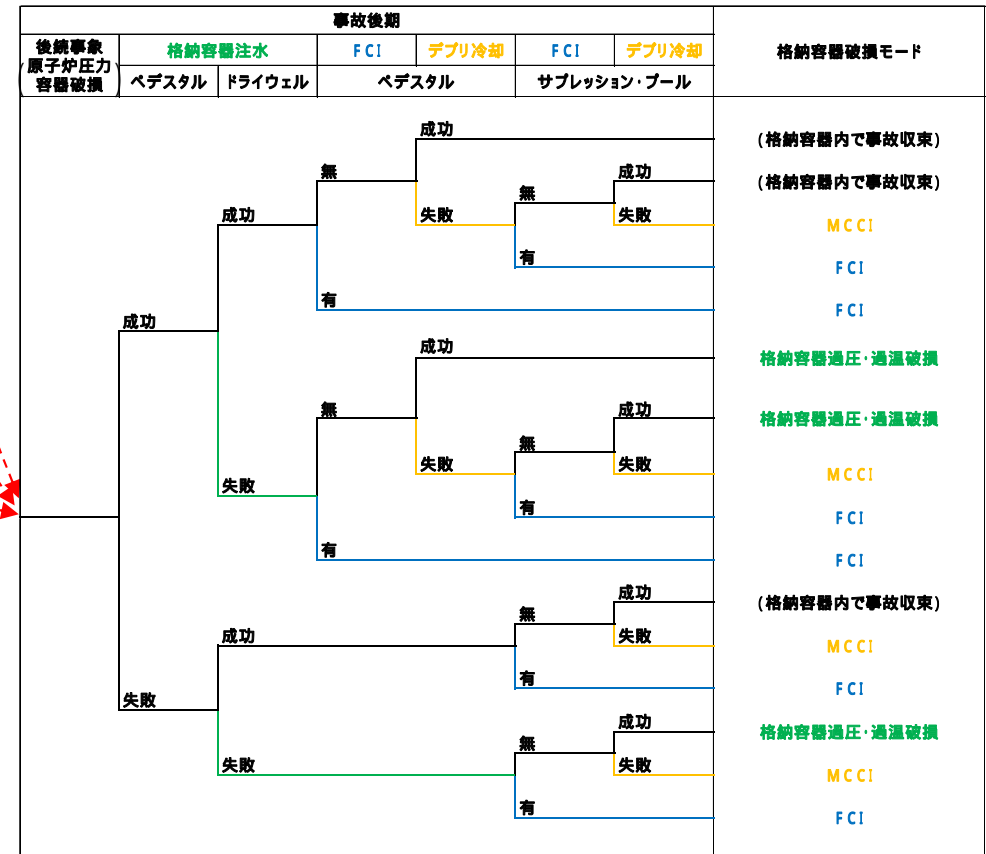 事故後期
後続事象
(原子炉圧力
容器破損)
格納容器注水
FCI
デブリ冷却
FCI
デブリ冷却
格納容器破損モード
ペデスタル
ドライウェル
ペデスタル
サプレッション・プール
成功
(格納容器内で事故収束)
無
成功
(格納容器内で事故収束)
無
成功
失敗
失敗
MCCI
有
FCI
有
FCI
成功
成功
格納容器過圧・過温破損
無
成功
格納容器過圧・過温破損
無
失敗
失敗
MCCI
失敗
有
FCI
有
FCI
成功
(格納容器内で事故収束)
無
成功
失敗
MCCI
有
FCI
失敗
成功
格納容器過圧・過温破損
無
失敗
失敗
MCCI
有
FCI